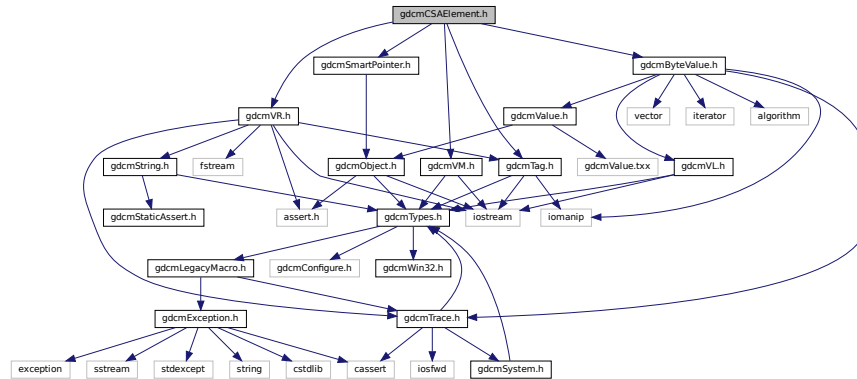 gdcmCSAElement.h
gdcmSmartPointer.h
gdcmByteValue.h
gdcmVR.h
gdcmValue.h
vector
iterator
algorithm
gdcmString.h
fstream
gdcmObject.h
gdcmVM.h
gdcmTag.h
gdcmValue.txx
gdcmVL.h
gdcmStaticAssert.h
assert.h
gdcmTypes.h
iostream
iomanip
gdcmLegacyMacro.h
gdcmConfigure.h
gdcmWin32.h
gdcmException.h
gdcmTrace.h
exception
sstream
stdexcept
string
cstdlib
cassert
iosfwd
gdcmSystem.h